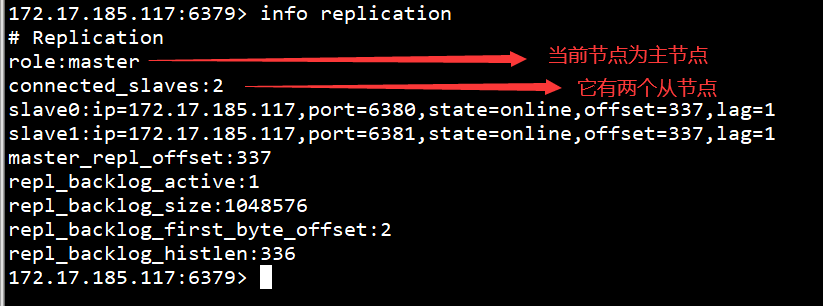 172.17.185.117:6379> info replication
# Replication
role:master
当前节点为主节点
connected_slaves:2
它有两个从节点
slave0:ip=172.17.185.117,port=6380,state=online,offset=337,lag=1
slave1:ip=172.17.185.117,port=6381,state=online,offset=337,lag=1
master_repl_offset:337
repl_backlog_active:1
repl_backlog_size:1048576
repl_backlog_first_byte_offset:2
repl_backlog_histlen:336
172.17.185.117:6379>